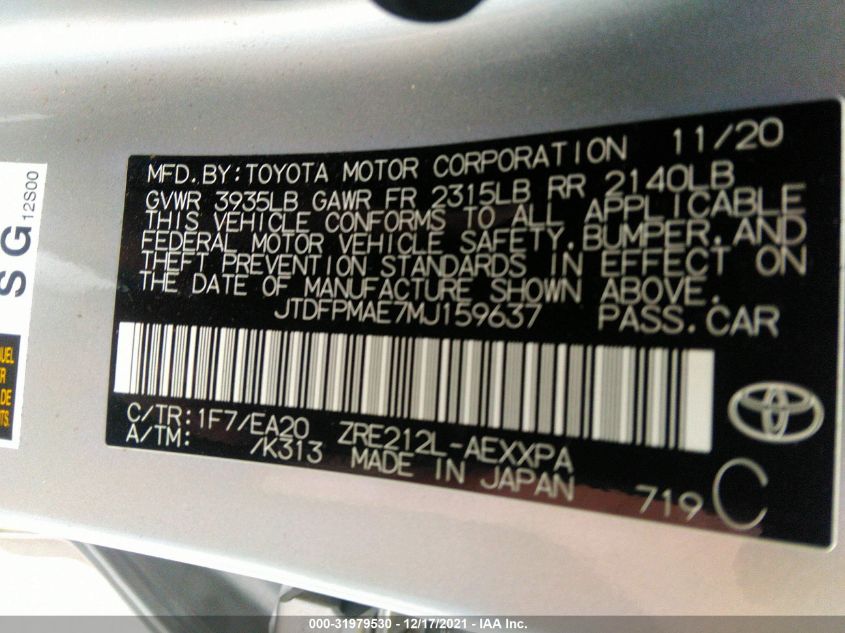 MFD. BY: TOYOTA MOTOR CORPORATION 11/20
GVWR 3935LB GAWR FR 2315LB RR 2140LB
THIS VEHICLE CONFORMS TO ALL APPLICABLE
FEDERAL MOTOR VEHICLE SAFETY, BUMPER, AND
THEFT PREVENTION STANDARDS IN EFFECT ON
THE DATE OF MANUFACTURE SHOWN ABOVE.
JTDFPMAE7MJ159637 PASS. CAR
C/TR: 1F7/EA20 ZRE212L-AEXXPA
A/TM: /K313 MADE IN JAPAN
719 C
SG 12S00
DE
000-31979530 - 12/17/2021 - IAA Inc.